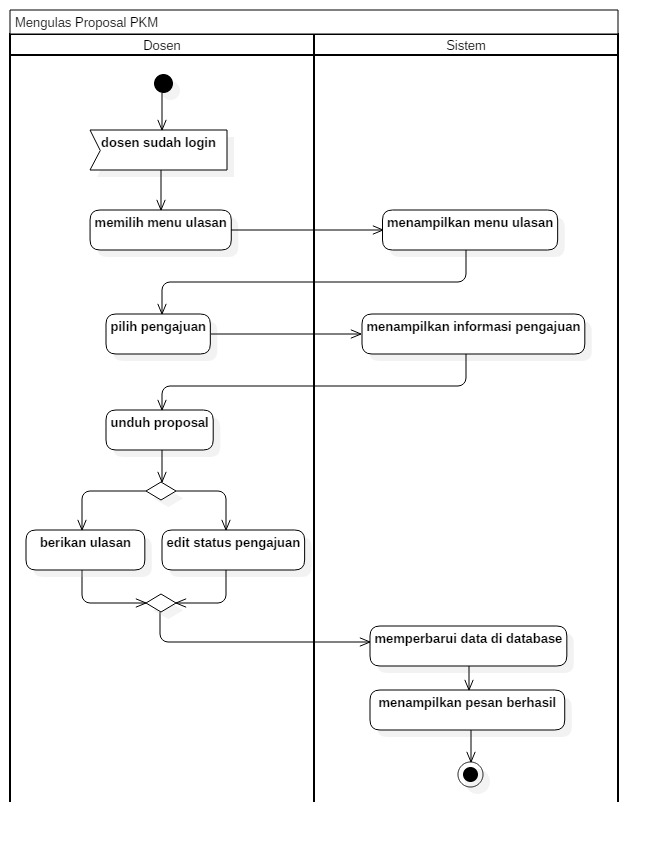 Mengulas Proposal PKM
Dosen
Sistem
dosen sudah login
memilih menu ulasan
menampilkan menu ulasan
pilih pengajuan
menampilkan informasi pengajuan
unduh proposal
berikan ulasan
edit status pengajuan
memperbarui data di database
menampilkan pesan berhasil